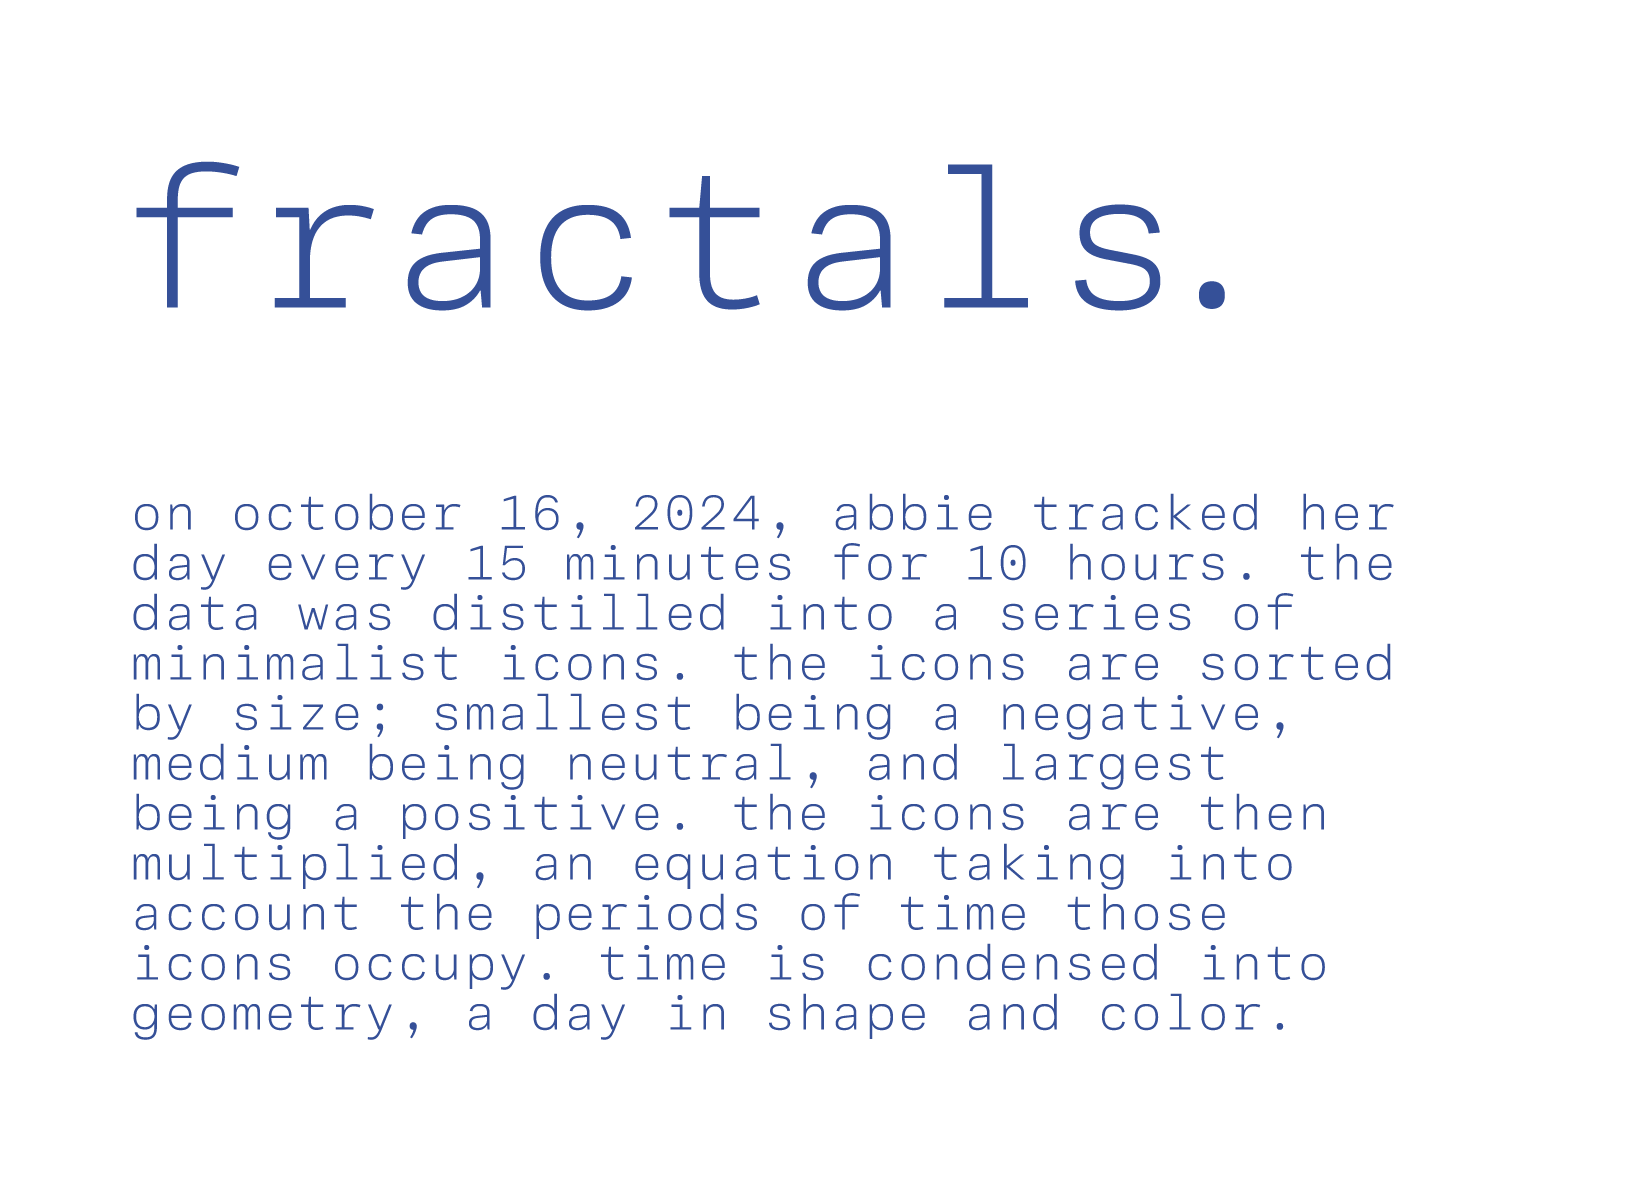 fractals.
on october 16, 2024, abbie tracked her
day every 15 minutes for 10 hours. the
data was distilled into a series of
minimalist icons. the icons are sorted
by size; smallest being a negative,
medium being neutral, and largest
being a positive. the icons are then
multiplied, an equation taking into
account the periods of time those
icons occupy. time is condensed into
geometry, a day in shape and color.